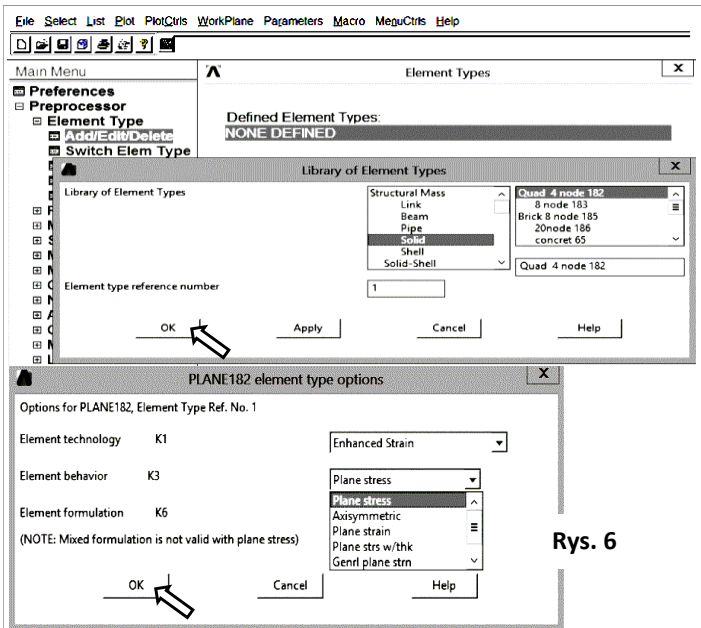 File Select List Plot PlotCtrls WorkPlane Parameters Macro MenuCtrls Help
Main Menu
Element Types
X
Preferences
Preprocessor
Element Type
Add/Edit/Delete
Switch Elem Type
Defined Element Types:
NONE DEFINED
Library of Element Types
X
Library of Element Types
Structural Mass
Link
Beam
Pipe
Solid
Shell
Solid-Shell
Quad 4 node 182
8 node 183
Brick 8 node 185
20node 186
concret 65
Quad 4 node 182
Element type reference number
1
OK Apply Cancel Help
PLANE182 element type options
X
Options for PLANE182, Element Type Ref. No. 1
Element technology K1
Enhanced Strain
Element behavior K3
Plane stress
Plane stress
Axisymmetric
Plane strain
Plane strs w/thk
Genrl plane strn
Element formulation K6
(NOTE: Mixed formulation is not valid with plane stress)
OK Cancel Help
Rys. 6